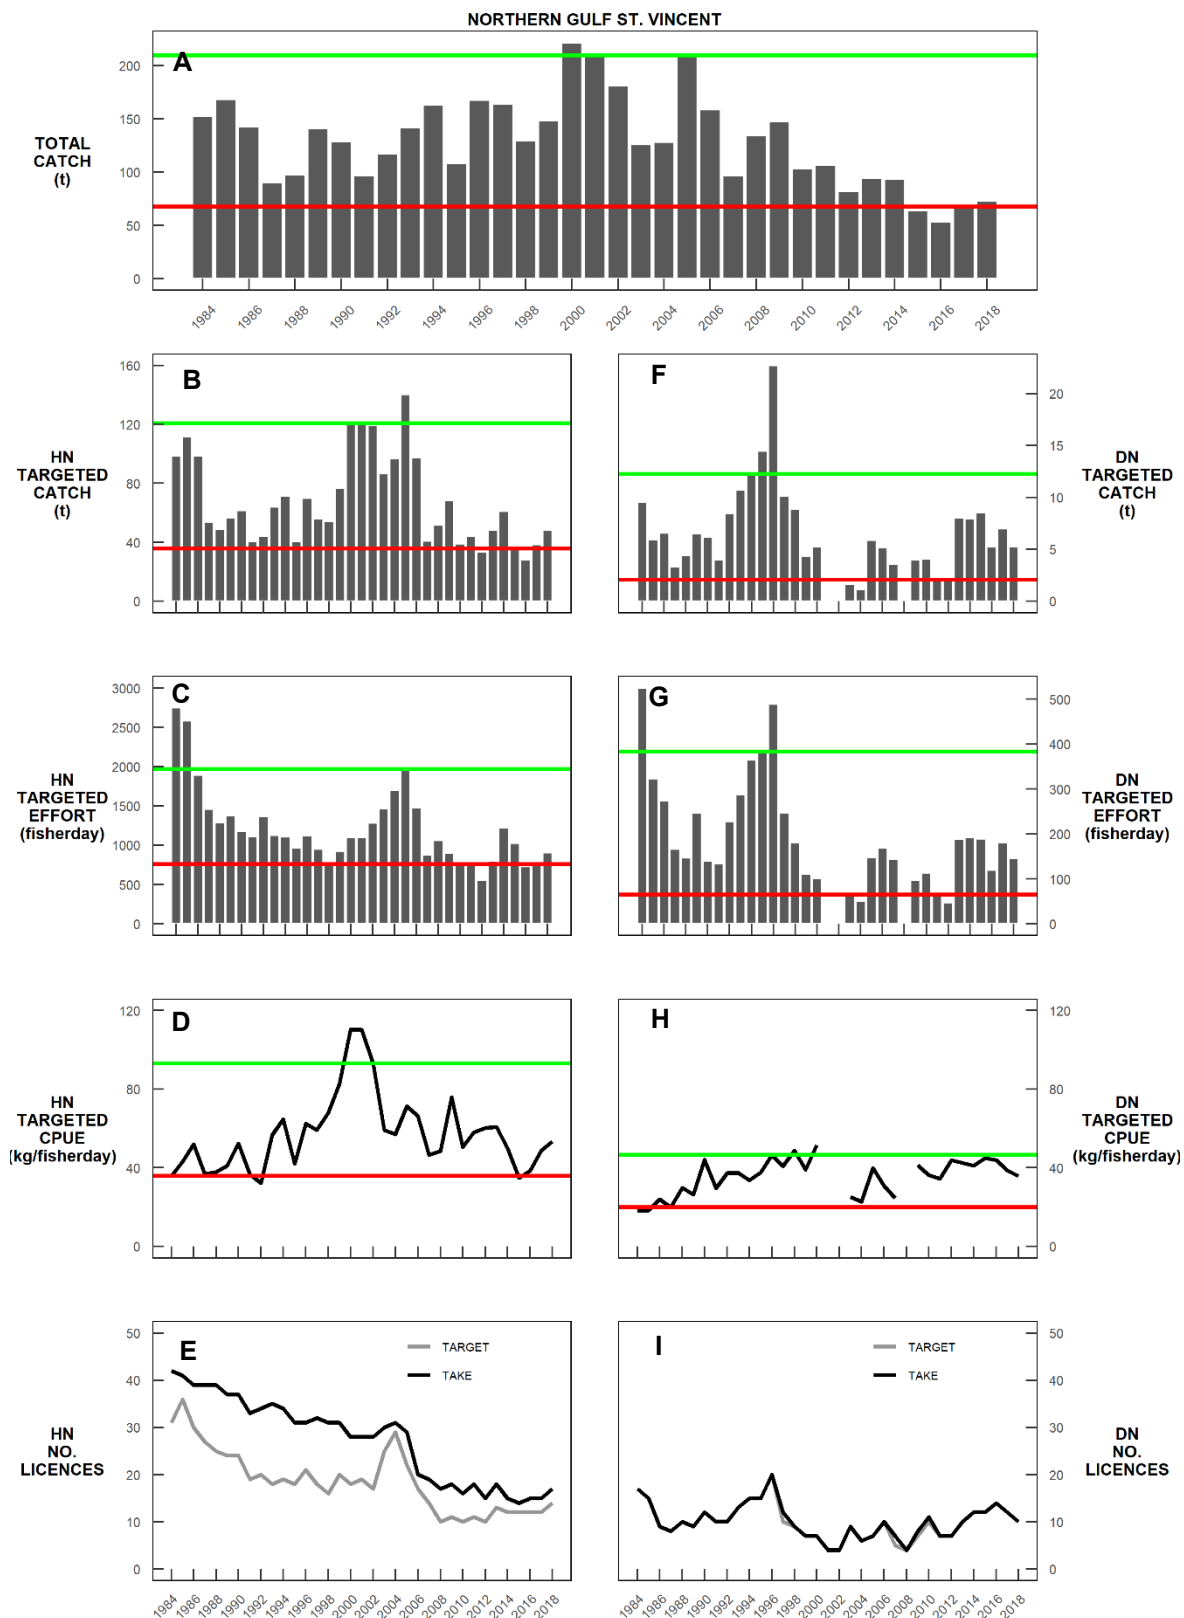 NORTHERN GULF ST. VINCENT
A
TOTAL
CATCH
(t)
200
150
100
50
0
1984 1986 1988 1990 1992 1994 1996 1998 2000 2002 2004 2006 2008 2010 2012 2014 2016 2018
B
HN
TARGETED
CATCH
(t)
160
120
80
40
0
F
DN
TARGETED
CATCH
(t)
20
15
10
5
0
C
HN
TARGETED
EFFORT
(fisherday)
3000
2500
2000
1500
1000
500
0
G
DN
TARGETED
EFFORT
(fisherday)
500
400
300
200
100
0
D
HN
TARGETED
CPUE
(kg/fisherday)
120
80
40
0
H
DN
TARGETED
CPUE
(kg/fisherday)
120
80
40
0
E
HN
NO.
LICENCES
50
40
30
20
10
0
TARGET
TAKE
1984 1986 1988 1990 1992 1994 1996 1998 2000 2002 2004 2006 2008 2010 2012 2014 2016 2018
I
DN
NO.
LICENCES
50
40
30
20
10
0
TARGET
TAKE
1984 1986 1988 1990 1992 1994 1996 1998 2000 2002 2004 2006 2008 2010 2012 2014 2016 2018